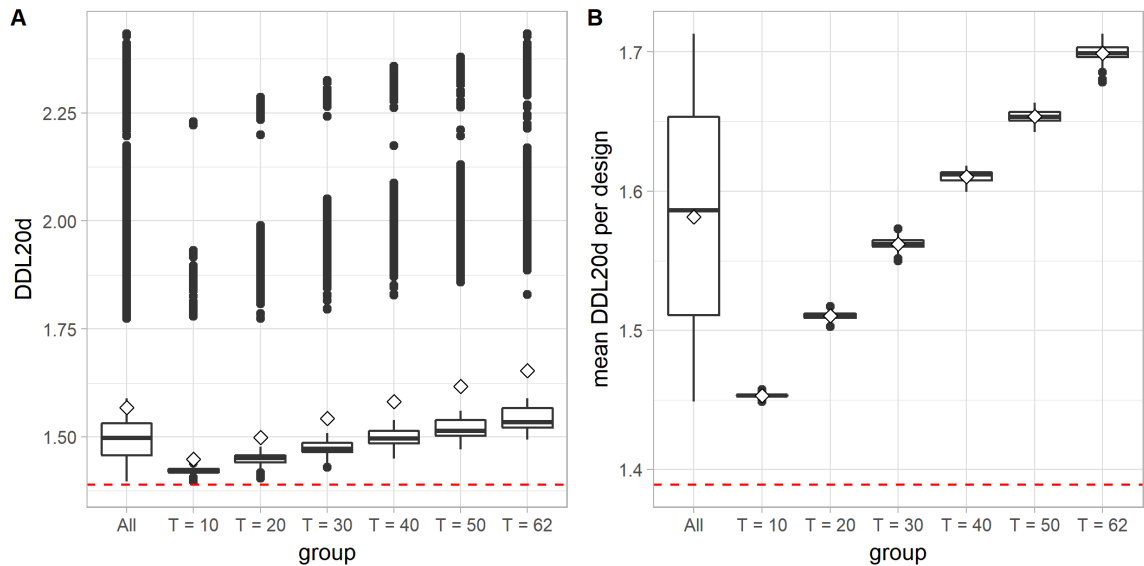 A
DDL20d
2.25
2.00
1.75
1.50
All T = 10 T = 20 T = 30 T = 40 T = 50 T = 62
group
B
mean DDL20d per design
1.7
1.6
1.5
1.4
All T = 10 T = 20 T = 30 T = 40 T = 50 T = 62
group